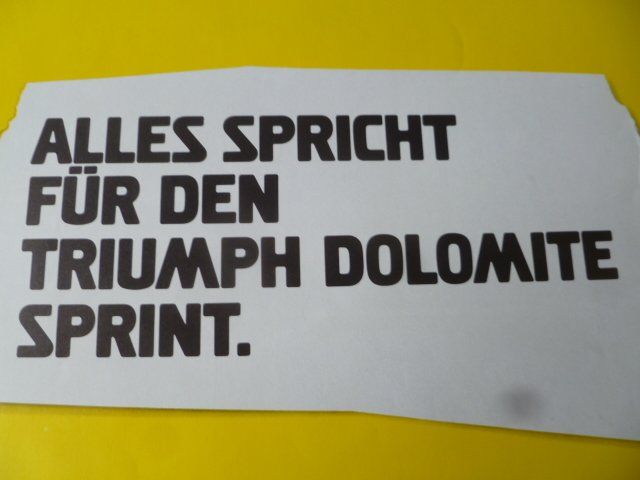 ALLES SPRICHT
FÜR DEN
TRIUMPH DOLOMITE
SPRINT.